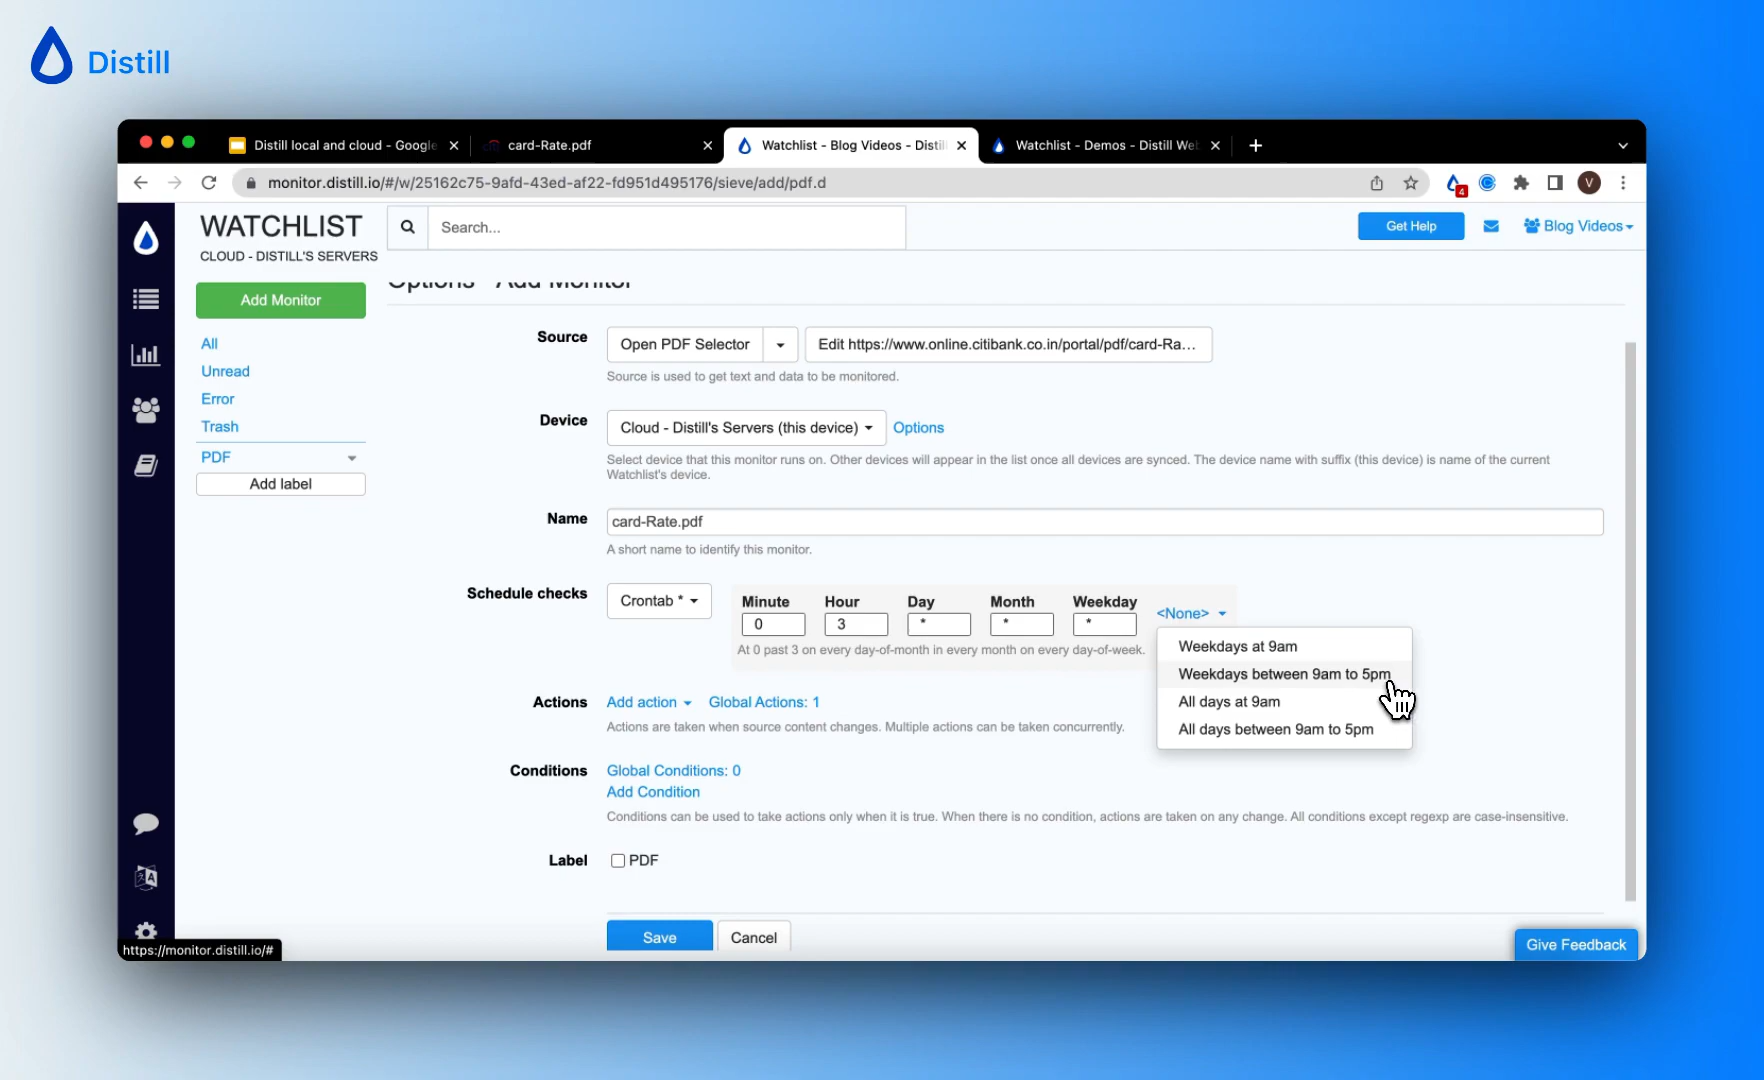 Distill
Distill local and cloud - Google
card-Rate.pdf
Watchlist - Blog Videos - Distill
Watchlist - Demos - Distill Web
monitor.distill.io/#/w/25162c75-9afd-43ed-af22-fd951d495176/sieve/add/pdf.d
4
V
WATCHLIST
CLOUD - DISTILL'S SERVERS
Search...
Get Help
Blog Videos
Add Monitor
All
Unread
Error
Trash
PDF
Add label
Options - Add Monitor
Source
Open PDF Selector
Edit https://www.online.citibank.co.in/portal/pdf/card-Ra...
Source is used to get text and data to be monitored.
Device
Cloud - Distill's Servers (this device)
Options
Select device that this monitor runs on. Other devices will appear in the list once all devices are synced. The device name with suffix (this device) is name of the current
Watchlist's device.
Name
card-Rate.pdf
A short name to identify this monitor.
Schedule checks
Crontab *
Minute Hour Day Month Weekday
0 3 * * *
<None>
At 0 past 3 on every day-of-month in every month on every day-of-week.
Weekdays at 9am
Weekdays between 9am to 5pm
All days at 9am
All days between 9am to 5pm
Actions
Add action
Global Actions: 1
Actions are taken when source content changes. Multiple actions can be taken concurrently.
Conditions
Global Conditions: 0
Add Condition
Conditions can be used to take actions only when it is true. When there is no condition, actions are taken on any change. All conditions except regexp are case-insensitive.
Label
PDF
Save
Cancel
https://monitor.distill.io/#
Give Feedback